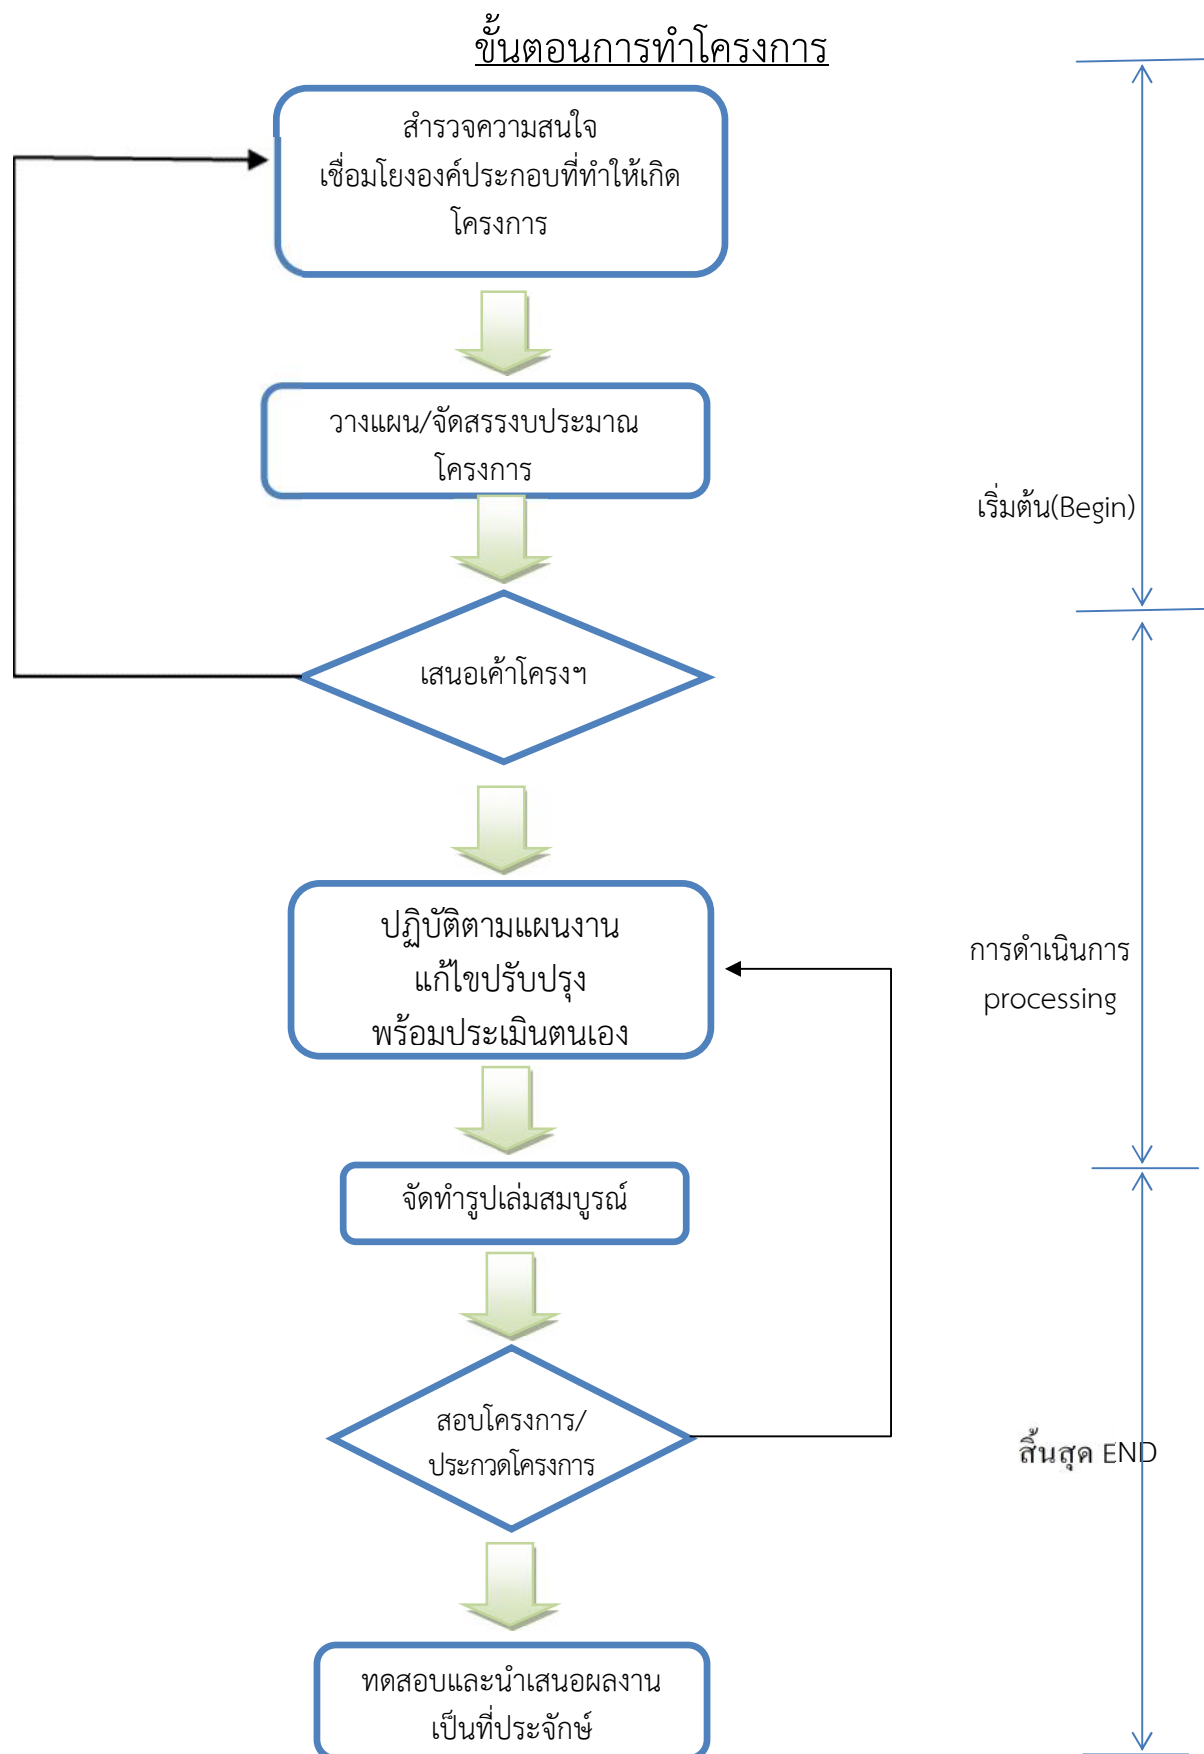 ขั้นตอนการทำโครงการ
สำรวจความสนใจ
เชื่อมโยงองค์ประกอบที่ทำให้เกิด
โครงการ
วางแผน/จัดสรรงบประมาณ
โครงการ
เริ่มต้น(Begin)
เสนอเค้าโครงฯ
ปฏิบัติตามแผนงาน
แก้ไขปรับปรุง
พร้อมประเมินตนเอง
การดำเนินการ
processing
จัดทำรูปเล่มสมบูรณ์
สอบโครงการ/
ประกวดโครงการ
สิ้นสุด END
ทดสอบและนำเสนอผลงาน
เป็นที่ประจักษ์